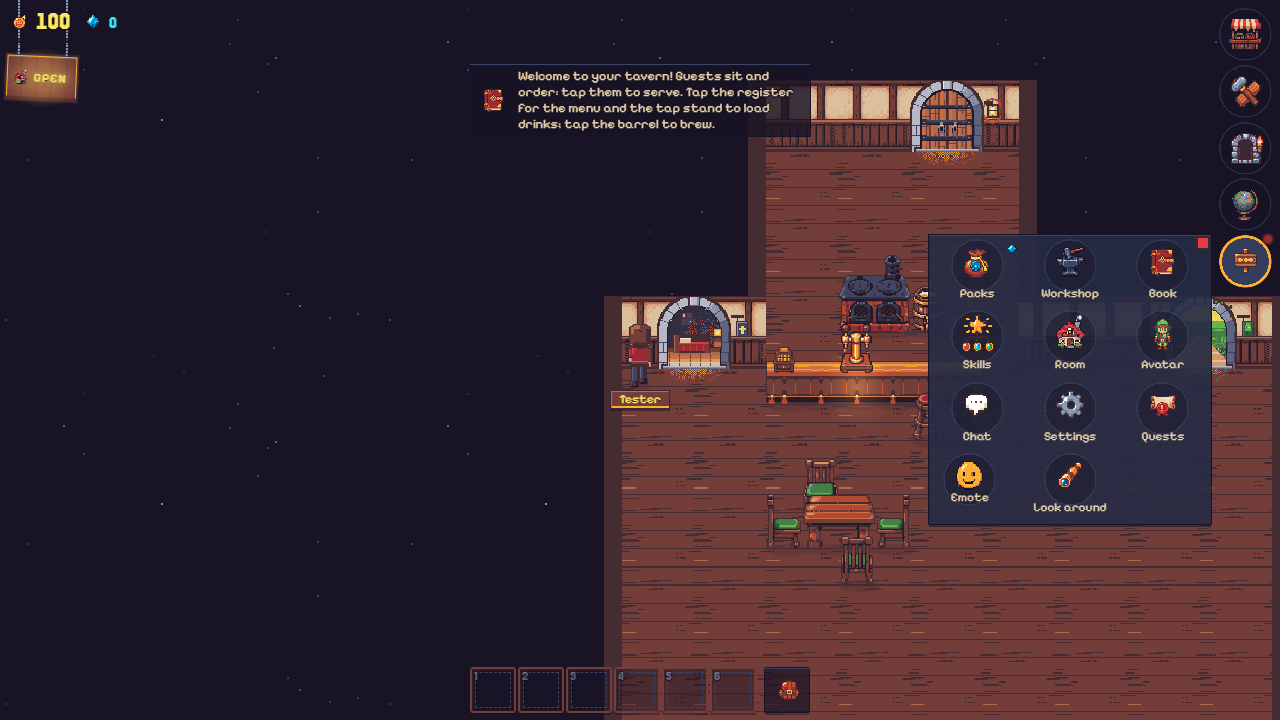 100
0
OPEN
Welcome to your tavern! Guests sit and
order: tap them to serve. Tap the register
for the menu and the tap stand to load
drinks: tap the barrel to brew.
Packs
Workshop
Book
Skills
Room
Avatar
Chat
Settings
Quests
Emote
Look around
Tester
1
2
3
4
5
6